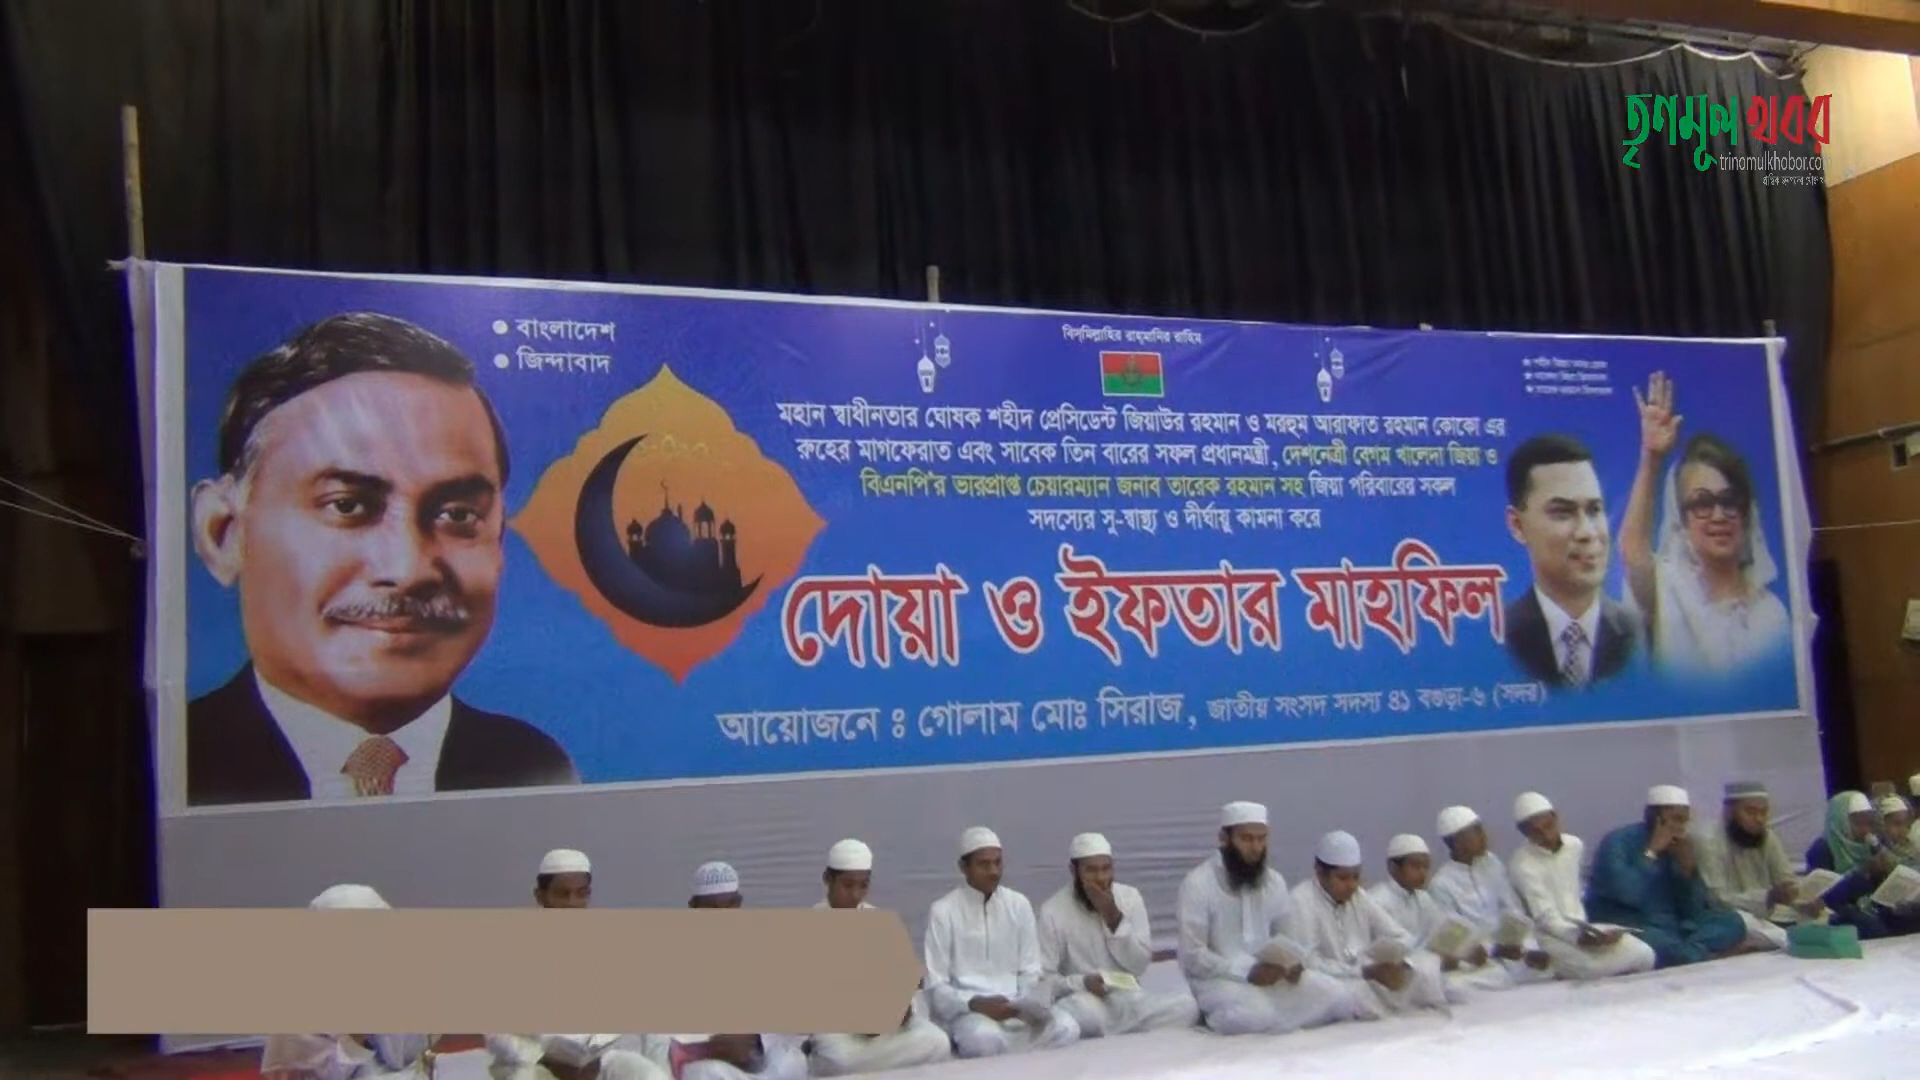 তৃণমূল খবর
trinomulkhobor.com
বাংলাদেশ
জিন্দাবাদ
বিস্‌মিল্লাহির রাহ্‌মানির রাহিম
মহান স্বাধীনতার ঘোষক শহীদ প্রেসিডেন্ট জিয়াউর রহমান ও মরহুম আরাফাত রহমান কোকো এর
রুহের মাগফেরাত এবং সাবেক তিন বারের সফল প্রধানমন্ত্রী, দেশনেত্রী বেগম খালেদা জিয়া ও
বিএনপি'র ভারপ্রাপ্ত চেয়ারম্যান জনাব তারেক রহমান সহ জিয়া পরিবারের সকল
সদস্যের সু-স্বাস্থ্য ও দীর্ঘায়ু কামনা করে
দোয়া ও ইফতার মাহফিল
আয়োজনে ঃ গোলাম মোঃ সিরাজ, জাতীয় সংসদ সদস্য ৪১ বগুড়া-৬ (সদর)